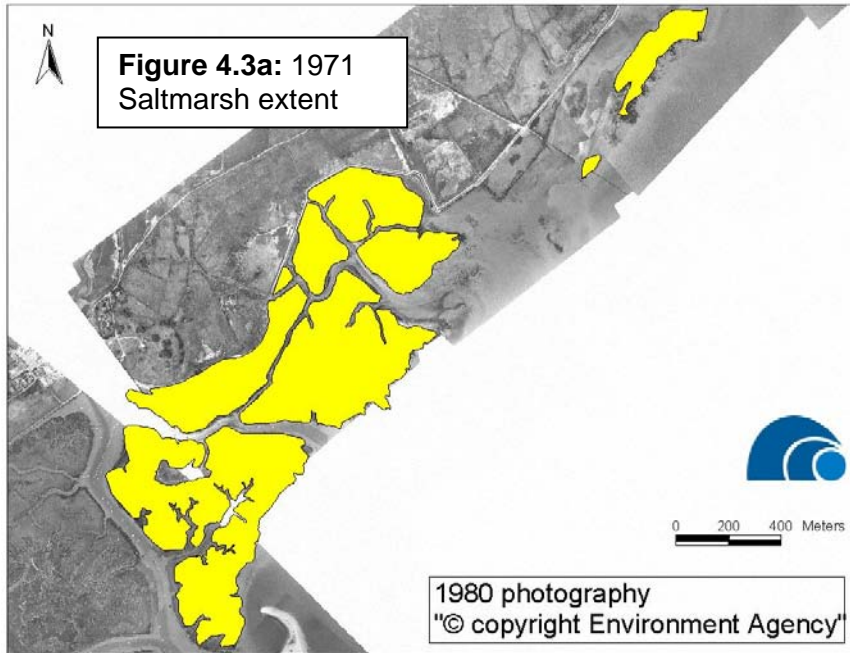 N
Figure 4.3a: 1971
Saltmarsh extent
0 200 400 Meters
1980 photography
"© copyright Environment Agency"